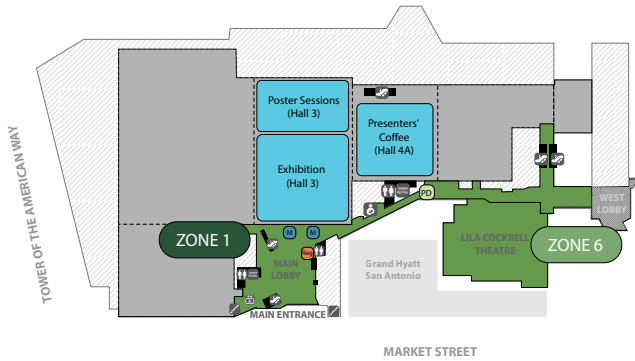 Poster Sessions
(Hall 3)
Presenters'
Coffee
(Hall 4A)
Exhibition
(Hall 3)
TOWER OF THE AMERICAN WAY
PD
WEST
LOBBY
ZONE 1
M
M
LILA COCKRELL
THEATRE
ZONE 6
Reg
MAIN
LOBBY
Grand Hyatt
San Antonio
MAIN ENTRANCE
MARKET STREET